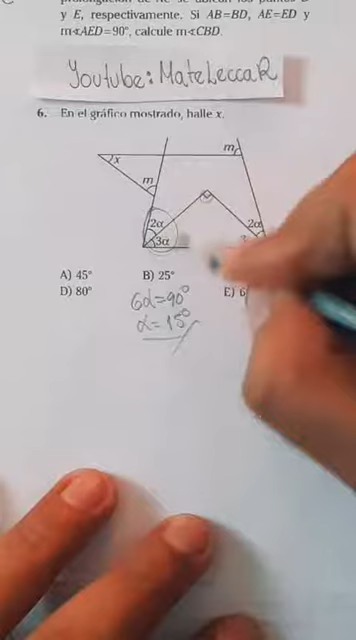 y E, respectivamente. Si AB=BD, AE=ED y
m∢AED=90°, calcule m∢CBD.
Youtube: MateLeccaR
6. En el gráfico mostrado, halle x.
m
x
m
2α
2α
3α
A) 45° B) 25°
D) 80° E) 6
6α=90°
α=15°